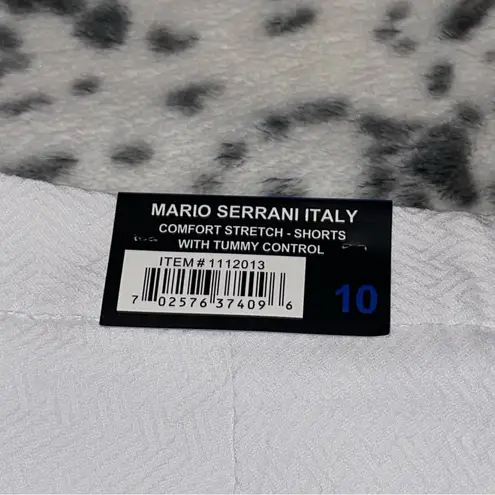 MARIO SERRANI ITALY
COMFORT STRETCH - SHORTS
WITH TUMMY CONTROL
ITEM # 1112013
7 02576 37409 6
10